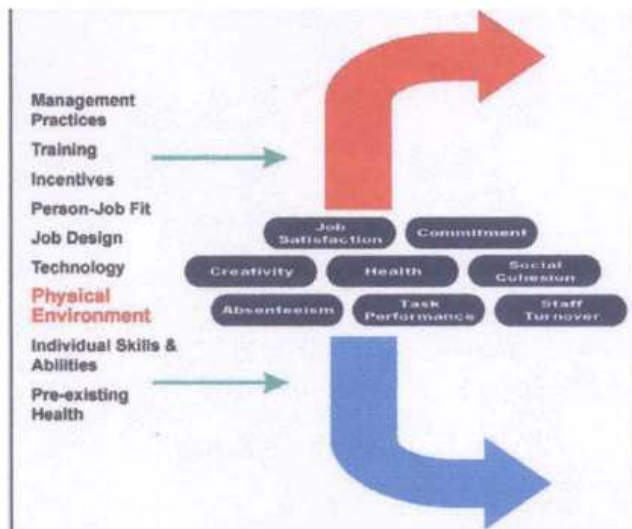 Management
Practices
Training
Incentives
Person-Job Fit
Job Design
Technology
Physical
Environment
Individual Skills &
Abilities
Pre-existing
Health
Job
Satisfaction
Commitment
Creativity
Health
Social
Cohesion
Absenteeism
Task
Performance
Staff
Turnover